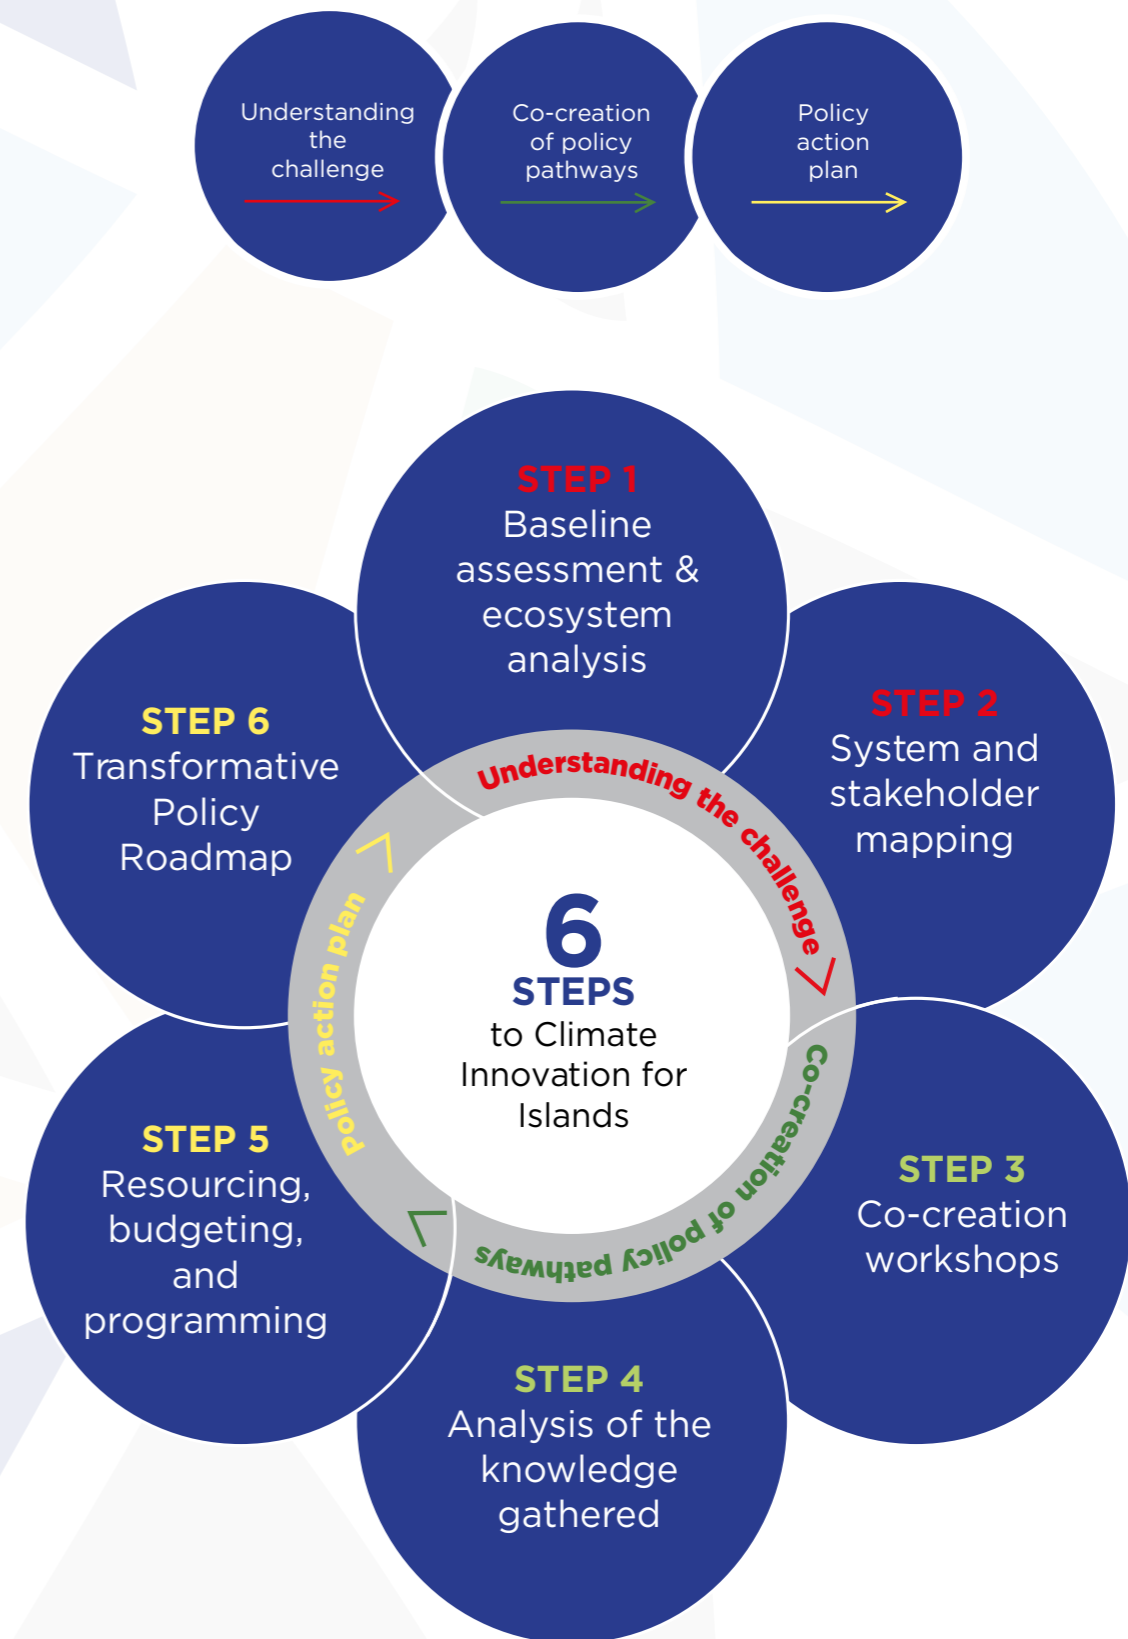 Understanding
the
challenge
Co-creation
of policy
pathways
Policy
action
plan
STEP 1
Baseline
assessment &
ecosystem
analysis
STEP 2
System and
stakeholder
mapping
STEP 3
Co-creation
workshops
STEP 4
Analysis of the
knowledge
gathered
STEP 5
Resourcing,
budgeting,
and
programming
STEP 6
Transformative
Policy
Roadmap
Understanding the challenge
Co-creation of policy pathways
Policy action plan
6
STEPS
to Climate
Innovation for
Islands